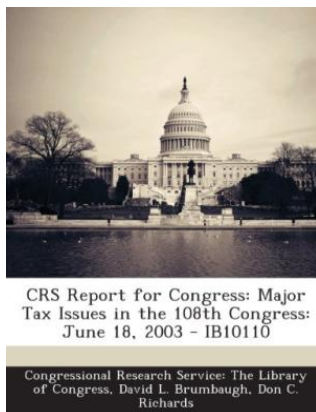 CRS Report for Congress: Major
Tax Issues in the 108th Congress:
June 18, 2003 - IB10110
Congressional Research Service: The Library
of Congress, David L. Brumbaugh, Don C.
Richards